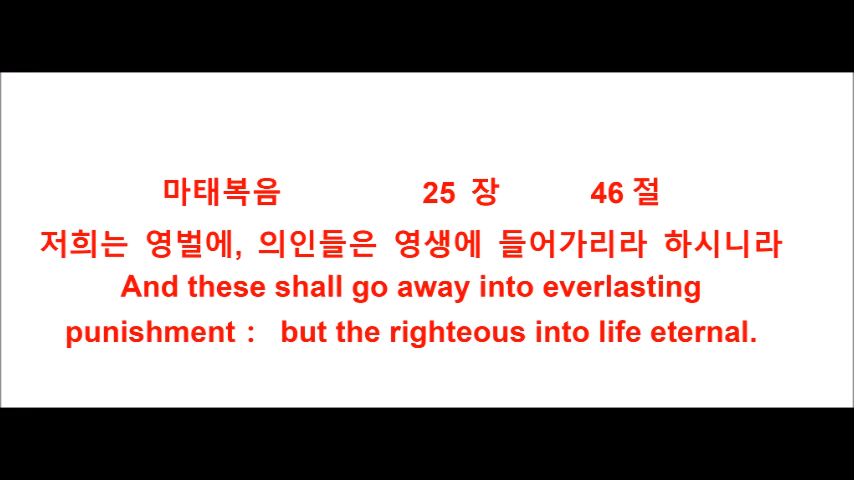 마태복음 25 장 46 절
저희는 영벌에, 의인들은 영생에 들어가리라 하시니라
And these shall go away into everlasting
punishment : but the righteous into life eternal.